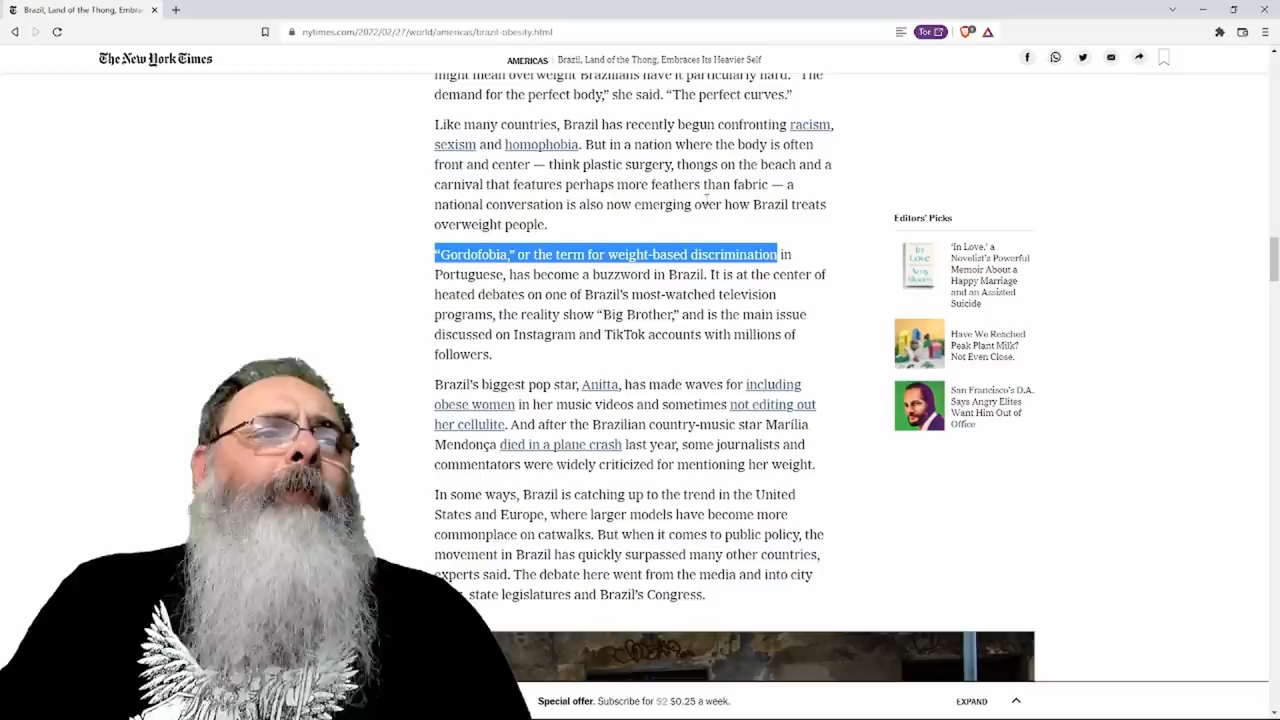 Brazil, Land of the Thong, Embra
nytimes.com/2022/02/27/world/americas/brazil-obesity.html
Tor
The New York Times
AMERICAS Brazil, Land of the Thong, Embraces Its Heavier Self
might mean overweight Brazilians have it particularly hard. “The
demand for the perfect body,” she said. “The perfect curves.”
Like many countries, Brazil has recently begun confronting racism,
sexism and homophobia. But in a nation where the body is often
front and center — think plastic surgery, thongs on the beach and a
carnival that features perhaps more feathers than fabric — a
national conversation is also now emerging over how Brazil treats
overweight people.
“Gordofobia,” or the term for weight-based discrimination in
Portuguese, has become a buzzword in Brazil. It is at the center of
heated debates on one of Brazil’s most-watched television
programs, the reality show “Big Brother,” and is the main issue
discussed on Instagram and TikTok accounts with millions of
followers.
Brazil’s biggest pop star, Anitta, has made waves for including
obese women in her music videos and sometimes not editing out
her cellulite. And after the Brazilian country-music star Marília
Mendonça died in a plane crash last year, some journalists and
commentators were widely criticized for mentioning her weight.
In some ways, Brazil is catching up to the trend in the United
States and Europe, where larger models have become more
commonplace on catwalks. But when it comes to public policy, the
movement in Brazil has quickly surpassed many other countries,
experts said. The debate here went from the media and into city
state legislatures and Brazil’s Congress.
Editors’ Picks
In Love
Amy Bloom
‘In Love,’ a
Novelist’s Powerful
Memoir About a
Happy Marriage
and an Assisted
Suicide
Have We Reached
Peak Plant Milk?
Not Even Close.
San Francisco’s D.A.
Says Angry Elites
Want Him Out of
Office
Special offer. Subscribe for $2 $0.25 a week.
EXPAND